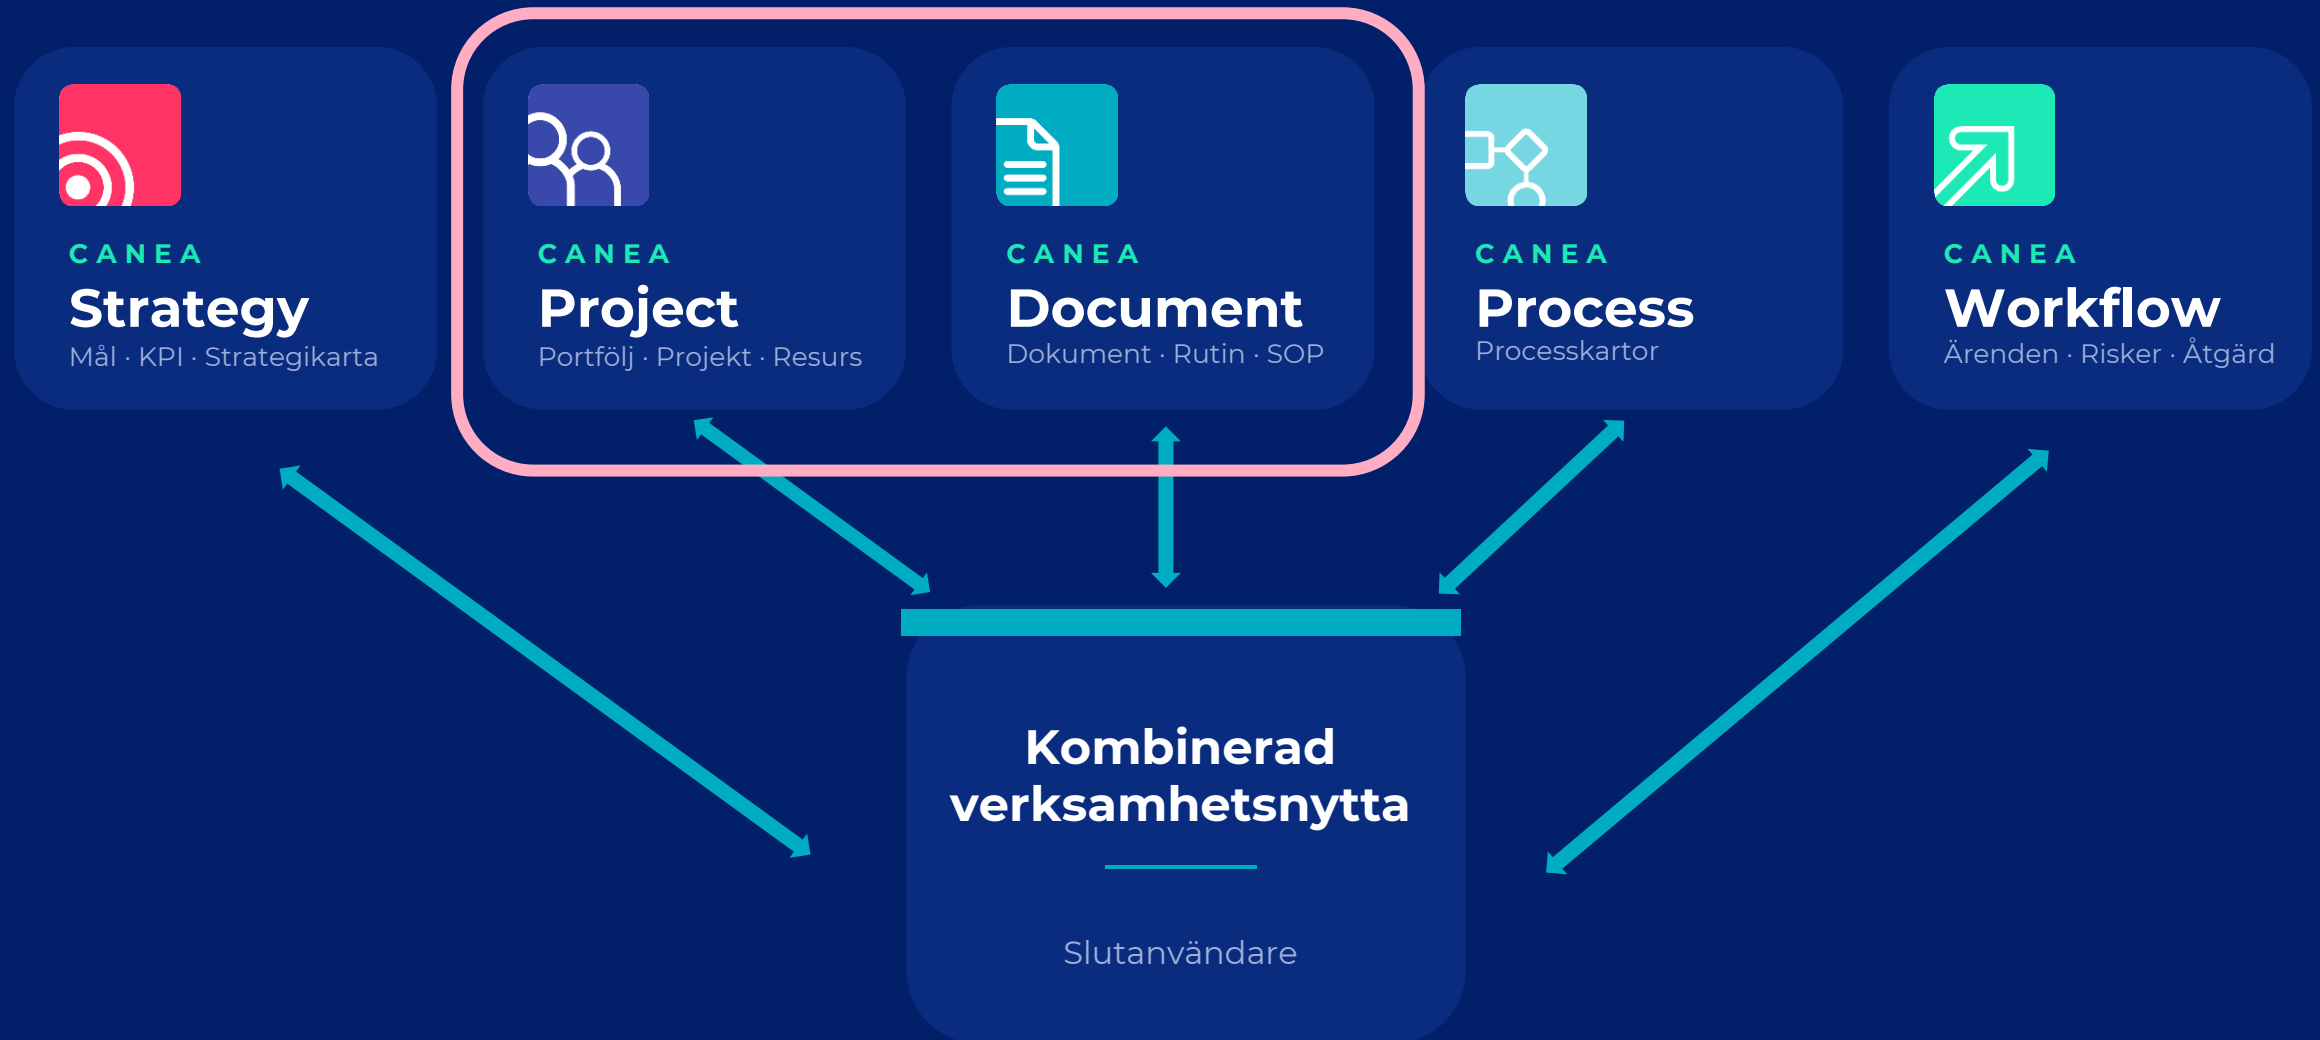 CANEA
Strategy
Mål · KPI · Strategikarta
CANEA
Project
Portfölj · Projekt · Resurs
CANEA
Document
Dokument · Rutin · SOP
CANEA
Process
Processkartor
CANEA
Workflow
Ärenden · Risker · Åtgärd
Kombinerad
verksamhetsnytta
Slutanvändare